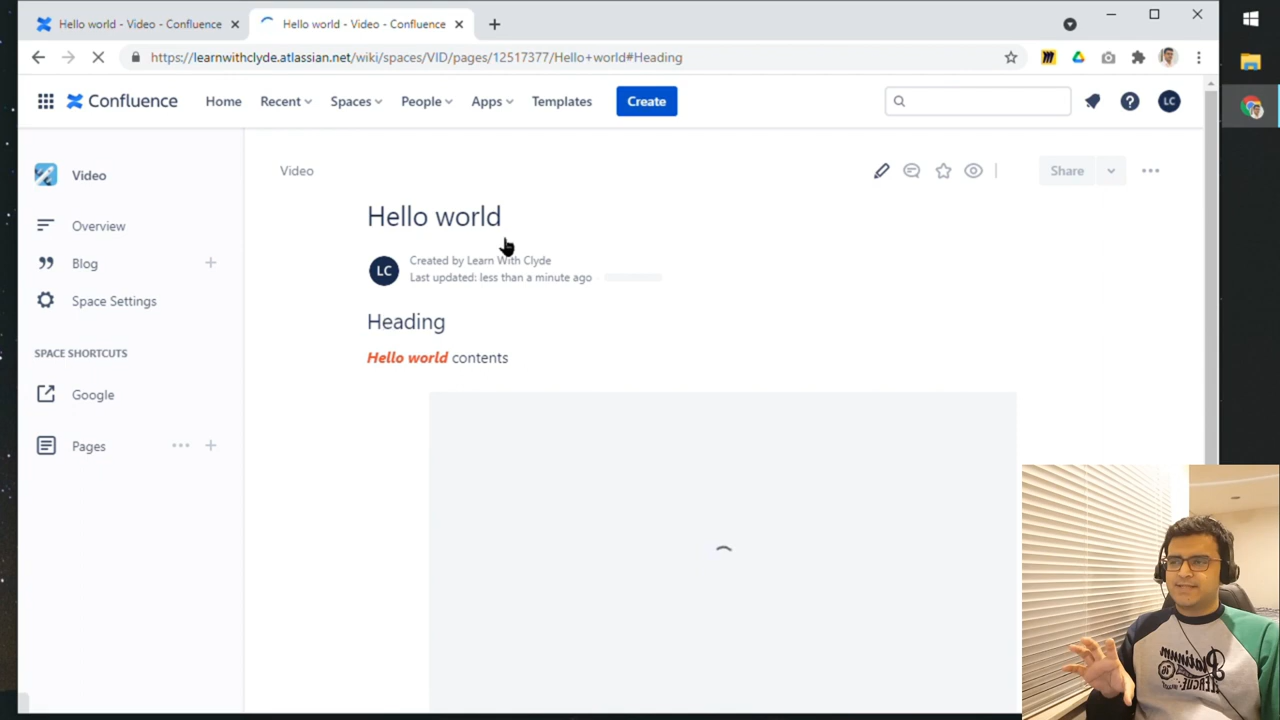 Hello world - Video - Confluence
Hello world - Video - Confluence
https://learnwithclyde.atlassian.net/wiki/spaces/VID/pages/12517377/Hello+world#Heading
Confluence Home Recent Spaces People Apps Templates Create LC
Video
Overview
Blog
Space Settings
SPACE SHORTCUTS
Google
Pages
Video
Share
Hello world
LC
Created by Learn With Clyde
Last updated: less than a minute ago
Heading
Hello world contents